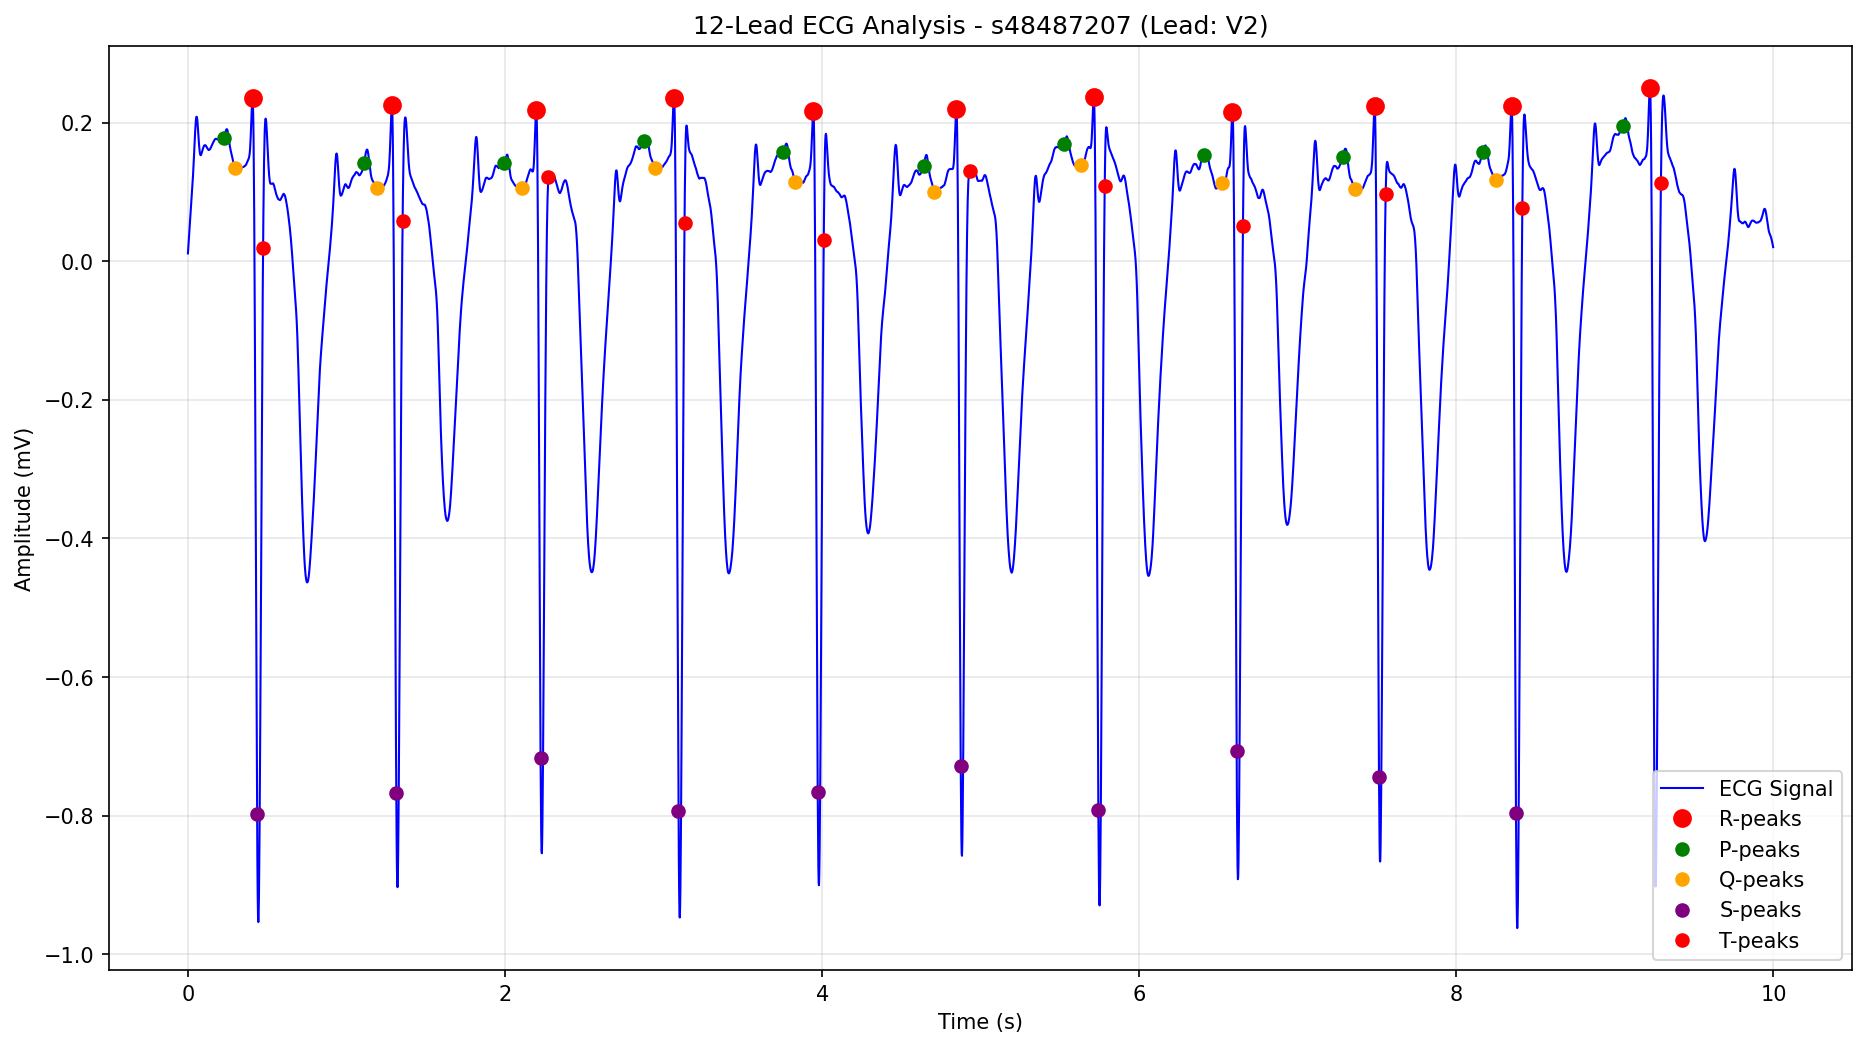 12-Lead ECG Analysis - s48487207 (Lead: V2)
Amplitude (mV)
0.2
0.0
−0.2
−0.4
−0.6
−0.8
−1.0
ECG Signal
R-peaks
P-peaks
Q-peaks
S-peaks
T-peaks
0 2 4 6 8 10
Time (s)